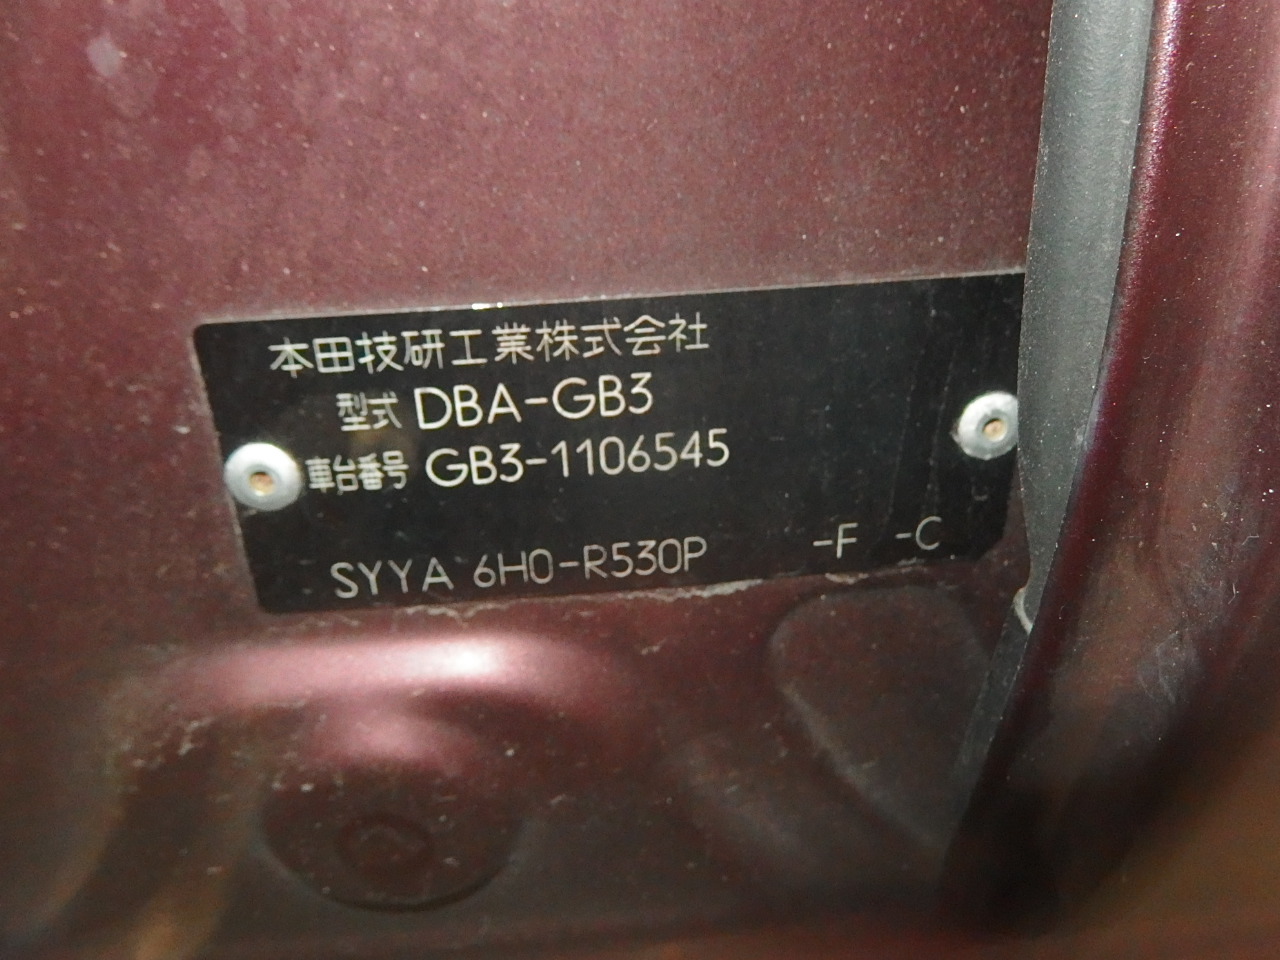 本田技研工業株式会社
型式 DBA-GB3
車台番号 GB3-1106545
SYYA 6H0-R530P -F -C